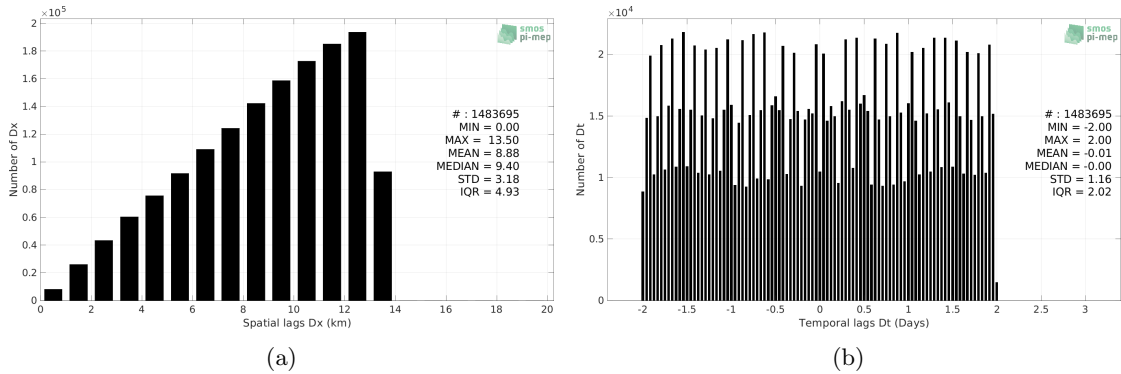 ×10⁵
2
1.8
1.6
1.4
1.2
1
0.8
0.6
0.4
0.2
0
Number of Dx
smos
pi-mep
# : 1483695
MIN = 0.00
MAX = 13.50
MEAN = 8.88
MEDIAN = 9.40
STD = 3.18
IQR = 4.93
0 2 4 6 8 10 12 14 16 18 20
Spatial lags Dx (km)
(a)
×10⁴
2
1.5
1
0.5
0
Number of Dt
smos
pi-mep
# : 1483695
MIN = -2.00
MAX = 2.00
MEAN = -0.01
MEDIAN = -0.00
STD = 1.16
IQR = 2.02
-2 -1.5 -1 -0.5 0 0.5 1 1.5 2 2.5 3
Temporal lags Dt (Days)
(b)